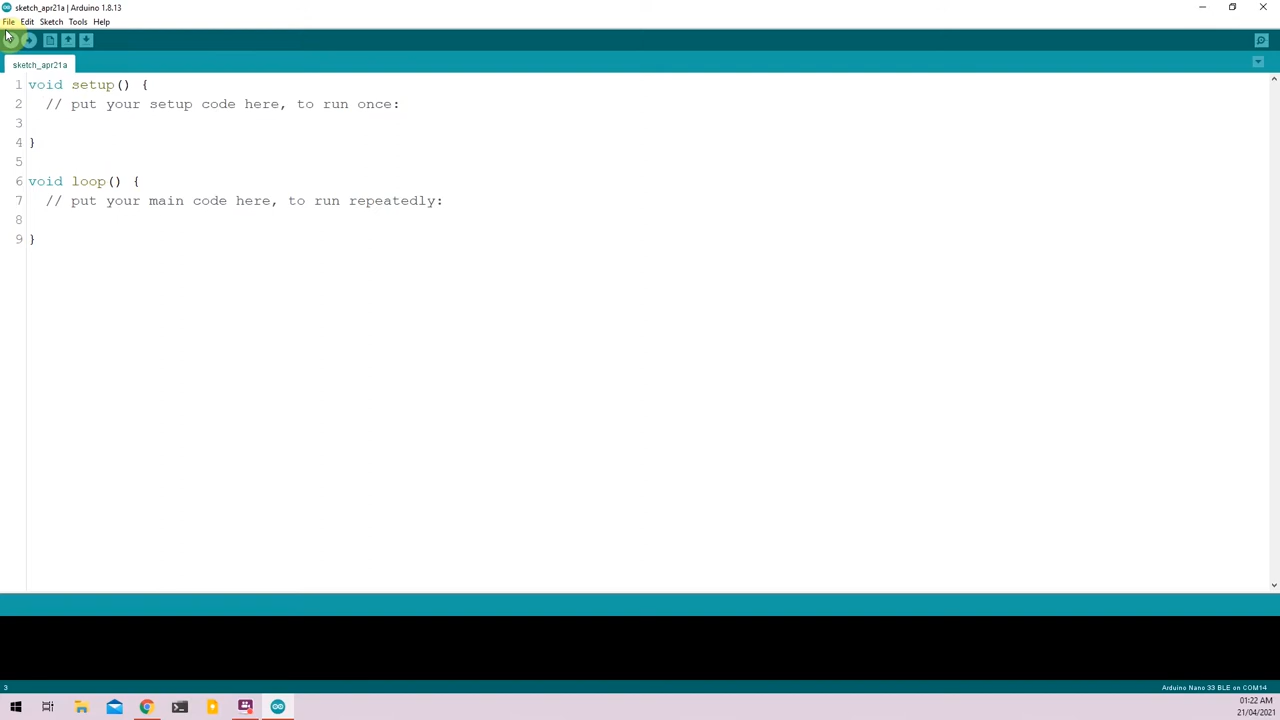 sketch_apr21a | Arduino 1.8.13
File Edit Sketch Tools Help
sketch_apr21a
1 void setup() {
2 // put your setup code here, to run once:
3
4 }
5
6 void loop() {
7 // put your main code here, to run repeatedly:
8
9 }
3
Arduino Nano 33 BLE on COM14
01:22 AM
21/04/2021